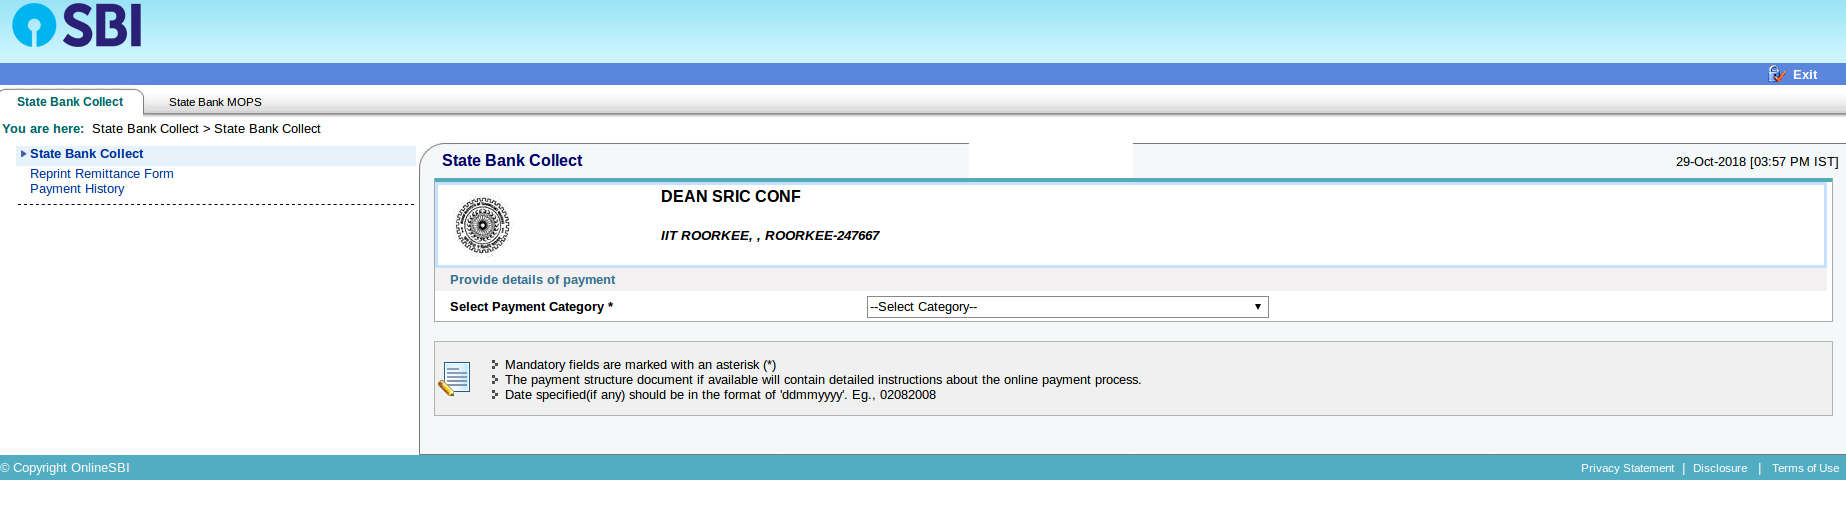 SBI
Exit
State Bank Collect
State Bank MOPS
You are here: State Bank Collect > State Bank Collect
State Bank Collect
Reprint Remittance Form
Payment History
State Bank Collect
29-Oct-2018 [03:57 PM IST]
DEAN SRIC CONF
IIT ROORKEE, , ROORKEE-247667
Provide details of payment
Select Payment Category *
--Select Category--
Mandatory fields are marked with an asterisk (*)
The payment structure document if available will contain detailed instructions about the online payment process.
Date specified(if any) should be in the format of 'ddmmyyyy'. Eg., 02082008
© Copyright OnlineSBI
Privacy Statement | Disclosure | Terms of Use